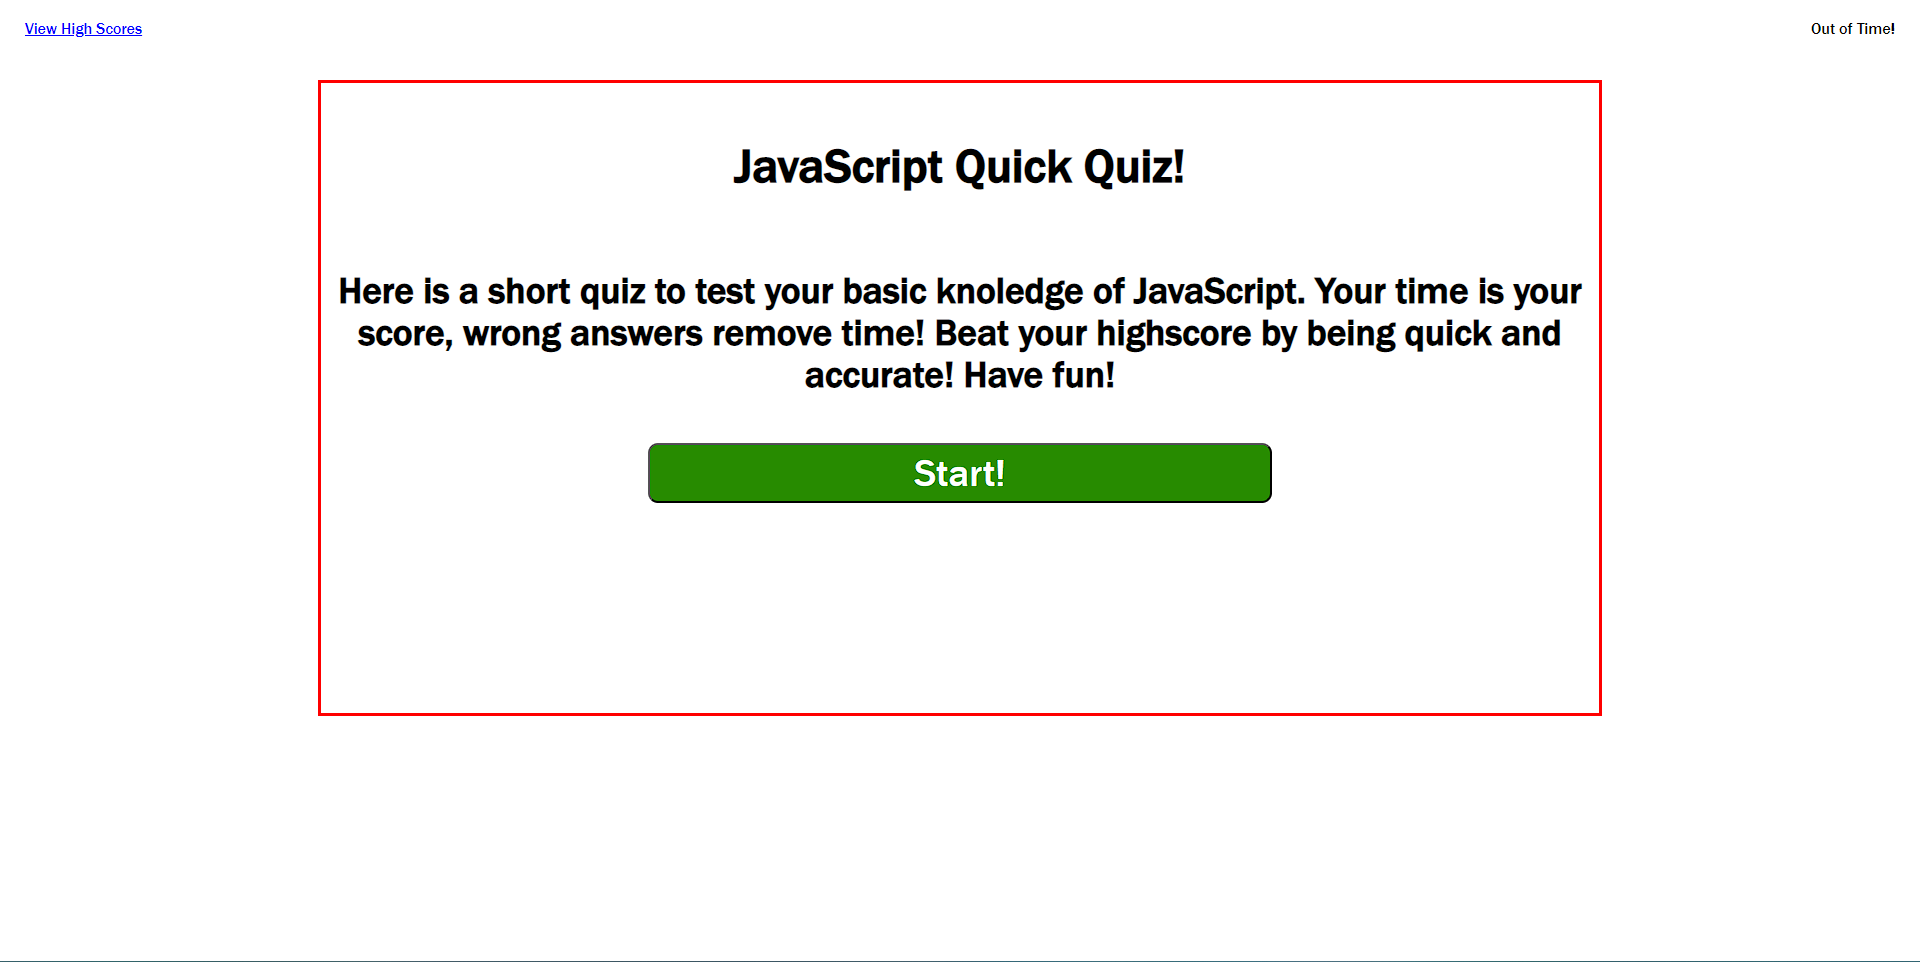 View High Scores
Out of Time!
JavaScript Quick Quiz!
Here is a short quiz to test your basic knoledge of JavaScript. Your time is your
score, wrong answers remove time! Beat your highscore by being quick and
accurate! Have fun!
Start!